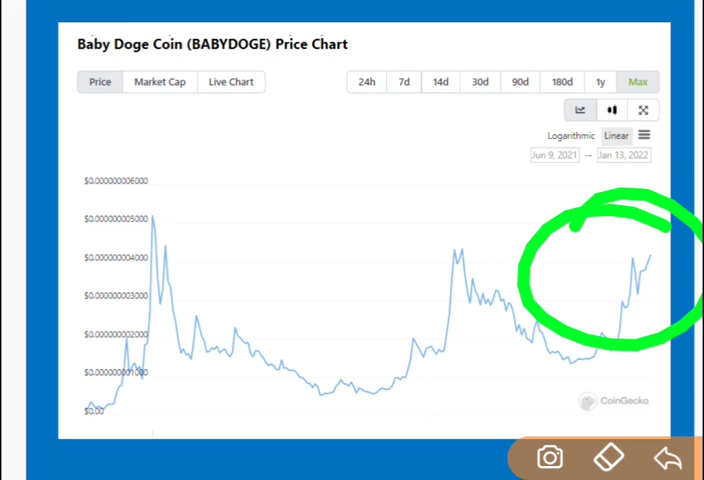 Baby Doge Coin (BABYDOGE) Price Chart
Price Market Cap Live Chart 24h 7d 14d 30d 90d 180d 1y Max
Logarithmic Linear
Jun 9, 2021 → Jan 13, 2022
$0.000000006000
$0.000000005000
$0.000000004000
$0.000000003000
$0.000000002000
$0.000000001000
$0.00
CoinGecko